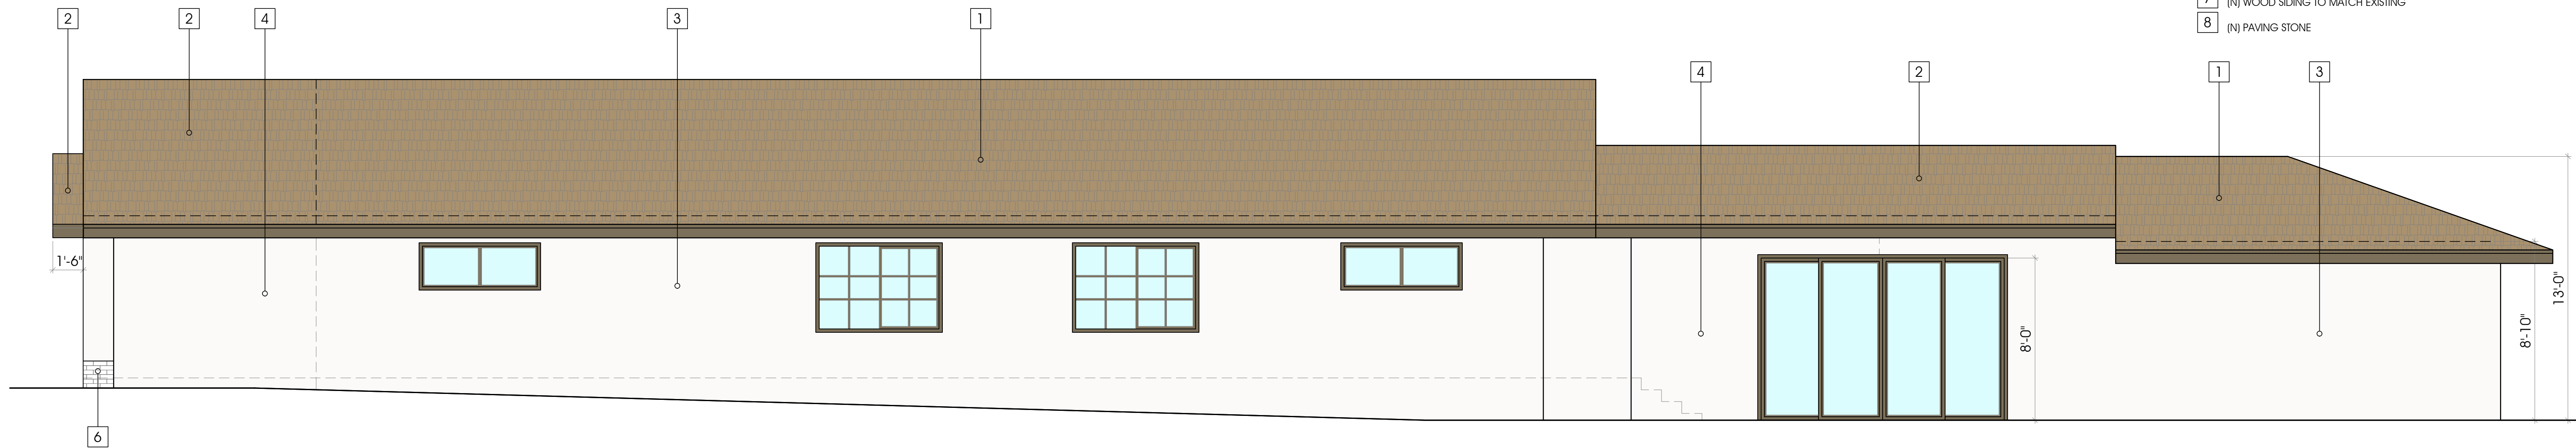 7 (N) WOOD SIDING TO MATCH EXISTING
8 (N) PAVING STONE
2 2 4 3 1
4 2 1 3
1'-6"
13'-0"
8'-10"
8'-0"
6